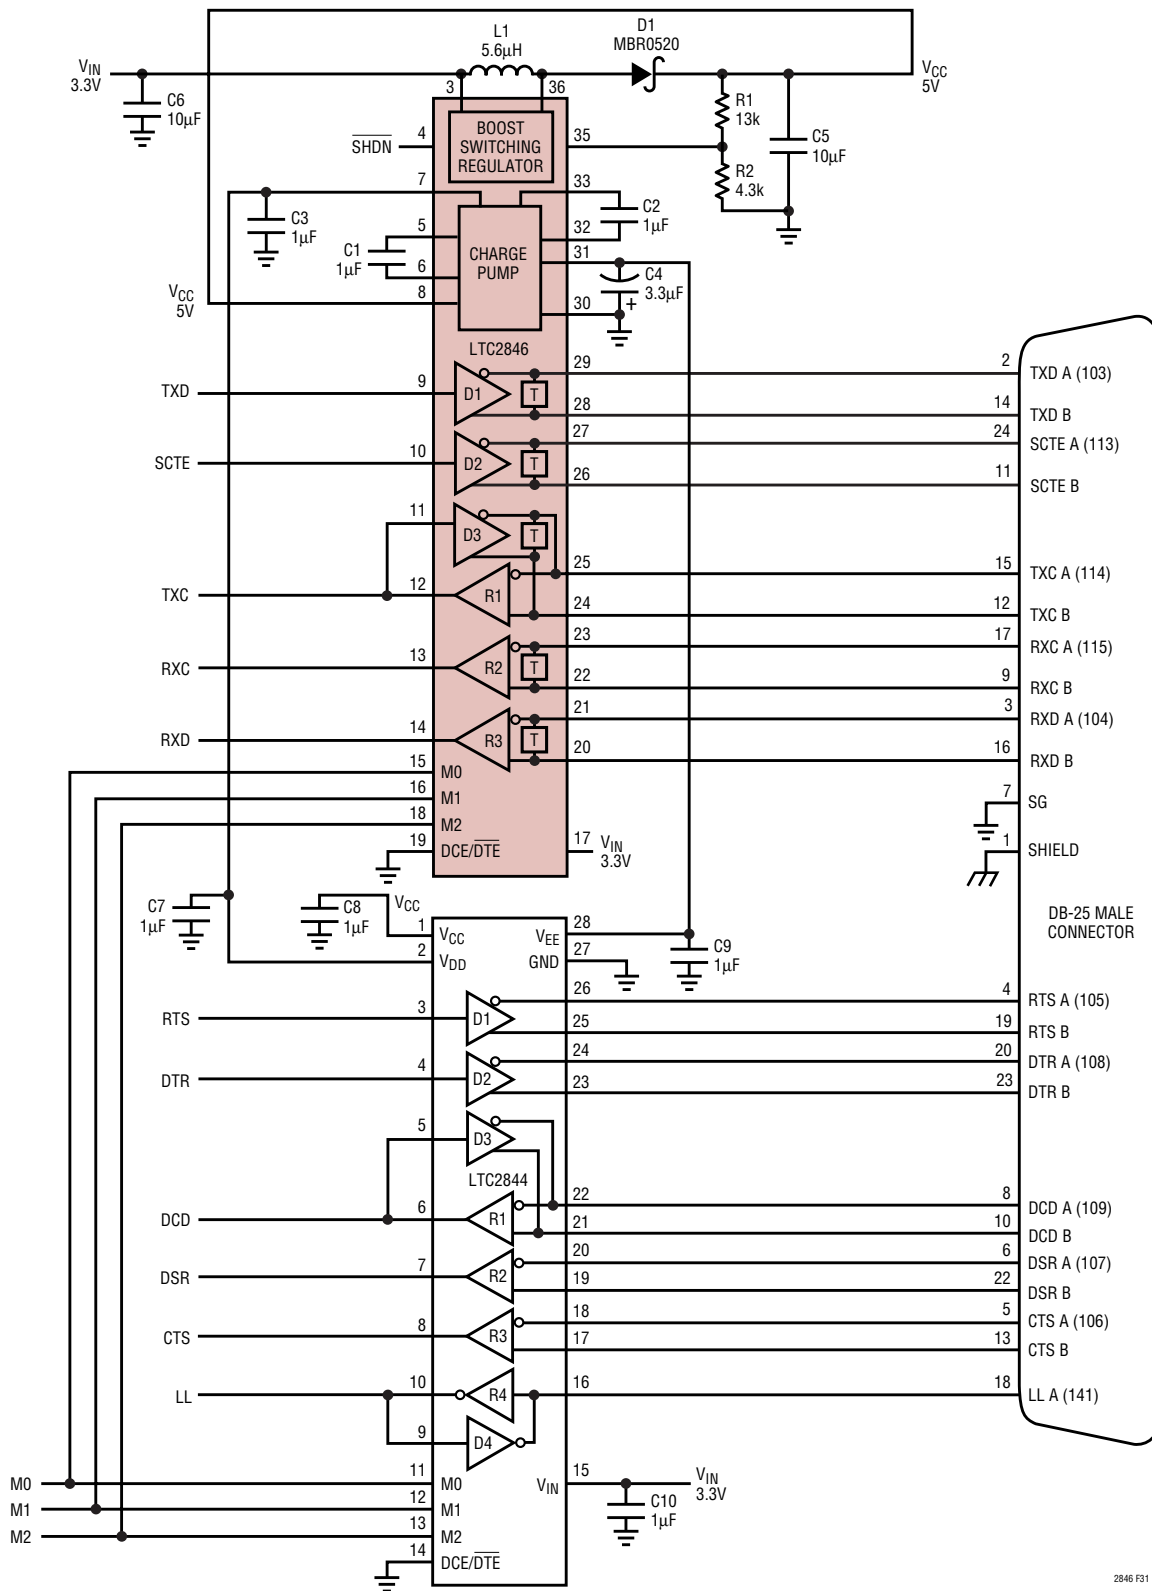 L1
5.6µH
D1
MBR0520
VIN
3.3V
VCC
5V
3
36
C6
10µF
R1
13k
C5
10µF
BOOST
SWITCHING
REGULATOR
4
SHDN
35
R2
4.3k
7
33
C3
1µF
C2
1µF
5
32
C1
1µF
CHARGE
PUMP
31
6
C4
3.3µF
+
VCC
5V
8
30
LTC2846
TXD
9
D1
T
29
2
TXD A (103)
28
14
TXD B
SCTE
10
D2
T
27
24
SCTE A (113)
26
11
SCTE B
11
D3
T
TXC
12
R1
25
15
TXC A (114)
24
12
TXC B
RXC
13
R2
T
23
17
RXC A (115)
22
9
RXC B
RXD
14
R3
T
21
3
RXD A (104)
20
16
RXD B
15
M0
16
M1
18
M2
19
DCE/DTE
17
VIN
3.3V
7
SG
1
SHIELD
DB-25 MALE
CONNECTOR
C7
1µF
C8
1µF
VCC
1
VCC
2
VDD
VEE
28
GND
27
C9
1µF
RTS
3
D1
26
4
RTS A (105)
25
19
RTS B
DTR
4
D2
24
20
DTR A (108)
23
23
DTR B
5
D3
LTC2844
DCD
6
R1
22
8
DCD A (109)
21
10
DCD B
DSR
7
R2
20
6
DSR A (107)
19
22
DSR B
CTS
8
R3
18
5
CTS A (106)
17
13
CTS B
LL
10
R4
16
18
LL A (141)
9
D4
M0
11
M0
VIN
15
VIN
3.3V
M1
12
M1
C10
1µF
M2
13
M2
14
DCE/DTE
2846 F31